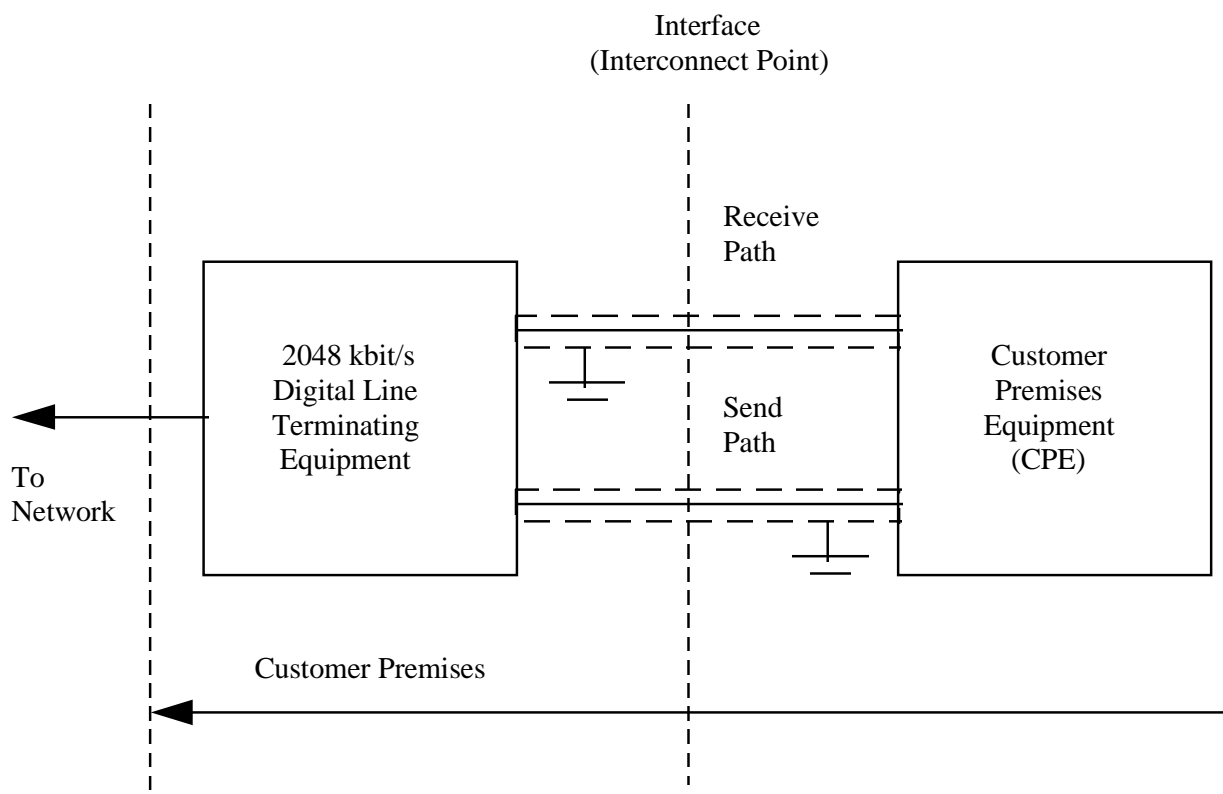 Interface
(Interconnect Point)
Receive
Path
2048 kbit/s
Digital Line
Terminating
Equipment
Customer
Premises
Equipment
(CPE)
Send
Path
To
Network
Customer Premises